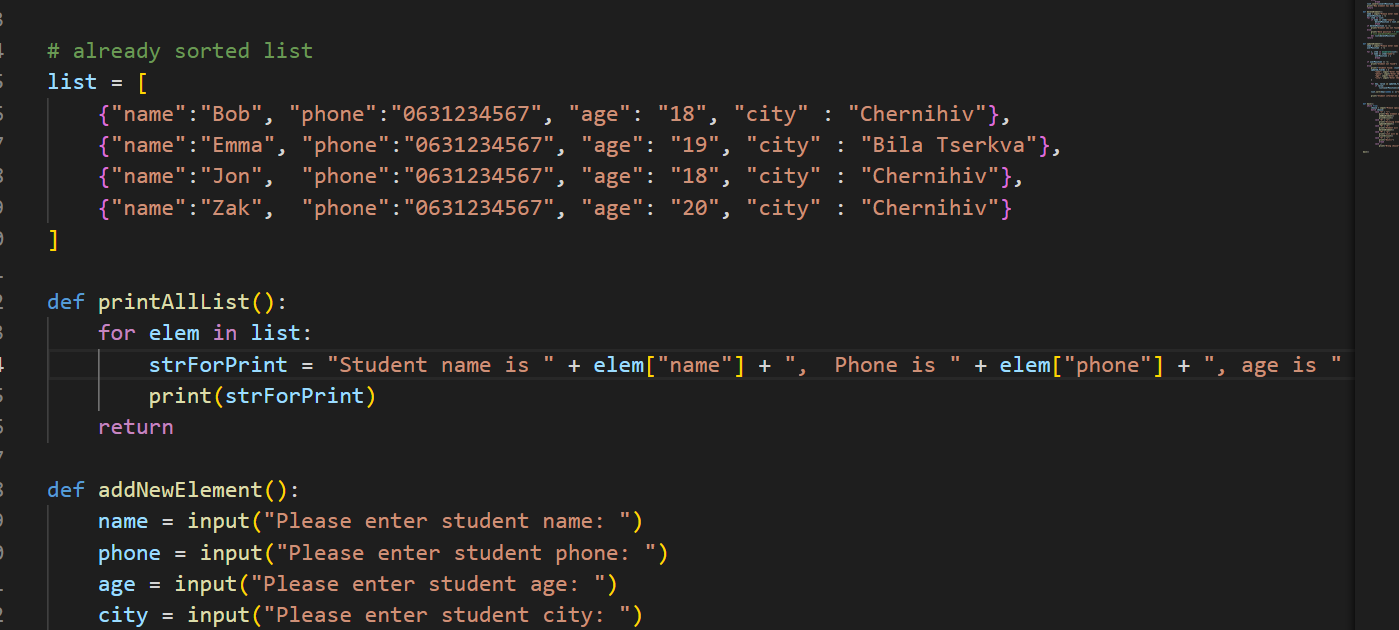 # already sorted list
list = [
    {"name":"Bob", "phone":"0631234567", "age": "18", "city" : "Chernihiv"},
    {"name":"Emma", "phone":"0631234567", "age": "19", "city" : "Bila Tserkva"},
    {"name":"Jon",  "phone":"0631234567", "age": "18", "city" : "Chernihiv"},
    {"name":"Zak",  "phone":"0631234567", "age": "20", "city" : "Chernihiv"}
]
def printAllList():
    for elem in list:
        strForPrint = "Student name is " + elem["name"] + ",  Phone is " + elem["phone"] + ", age is "
        print(strForPrint)
    return
def addNewElement():
    name = input("Please enter student name: ")
    phone = input("Please enter student phone: ")
    age = input("Please enter student age: ")
    city = input("Please enter student city: ")